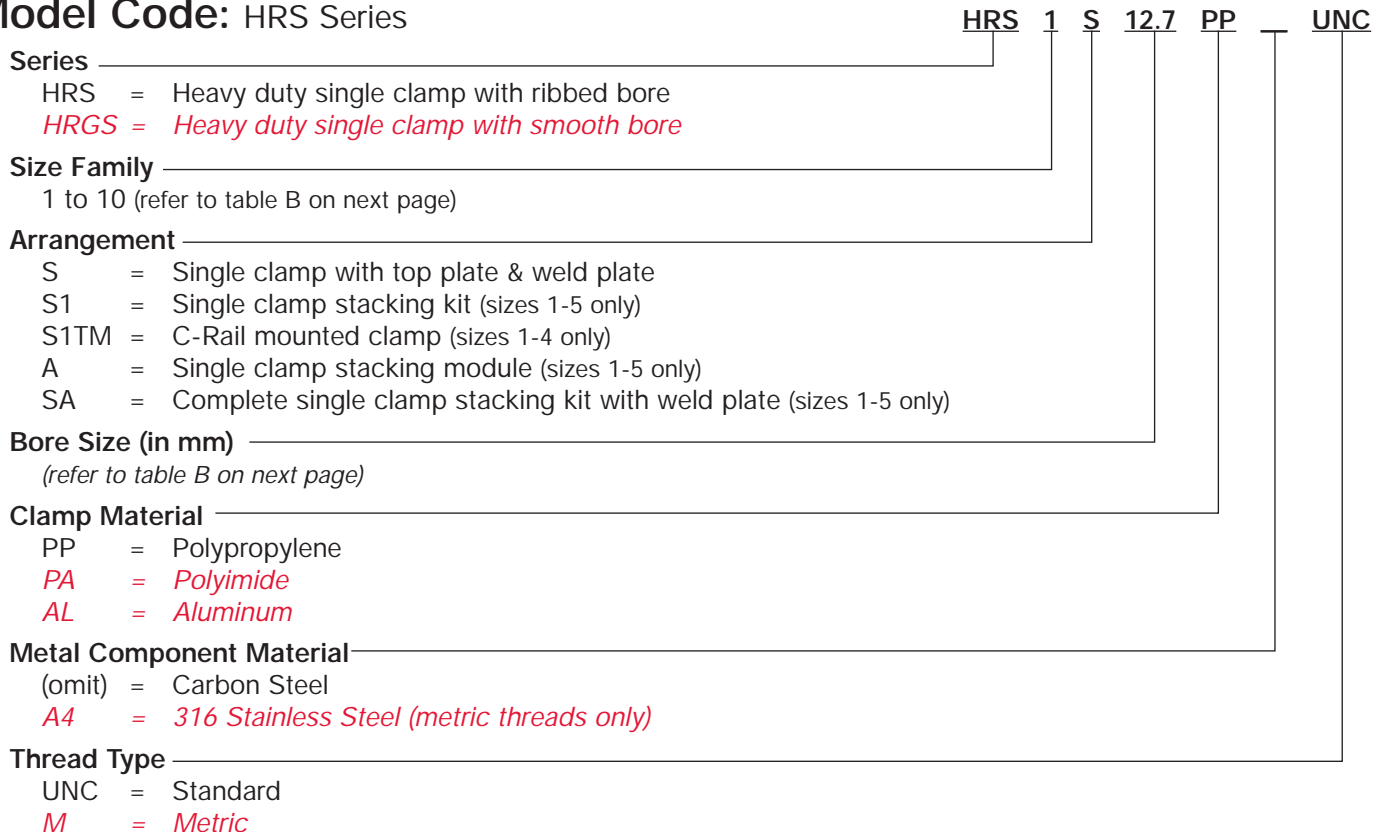 Model Code: HRS Series HRS 1 S 12.7 PP _ UNC
Series
HRS = Heavy duty single clamp with ribbed bore
HRGS = Heavy duty single clamp with smooth bore
Size Family
1 to 10 (refer to table B on next page)
Arrangement
S = Single clamp with top plate & weld plate
S1 = Single clamp stacking kit (sizes 1-5 only)
S1TM = C-Rail mounted clamp (sizes 1-4 only)
A = Single clamp stacking module (sizes 1-5 only)
SA = Complete single clamp stacking kit with weld plate (sizes 1-5 only)
Bore Size (in mm)
(refer to table B on next page)
Clamp Material
PP = Polypropylene
PA = Polyimide
AL = Aluminum
Metal Component Material
(omit) = Carbon Steel
A4 = 316 Stainless Steel (metric threads only)
Thread Type
UNC = Standard
M = Metric